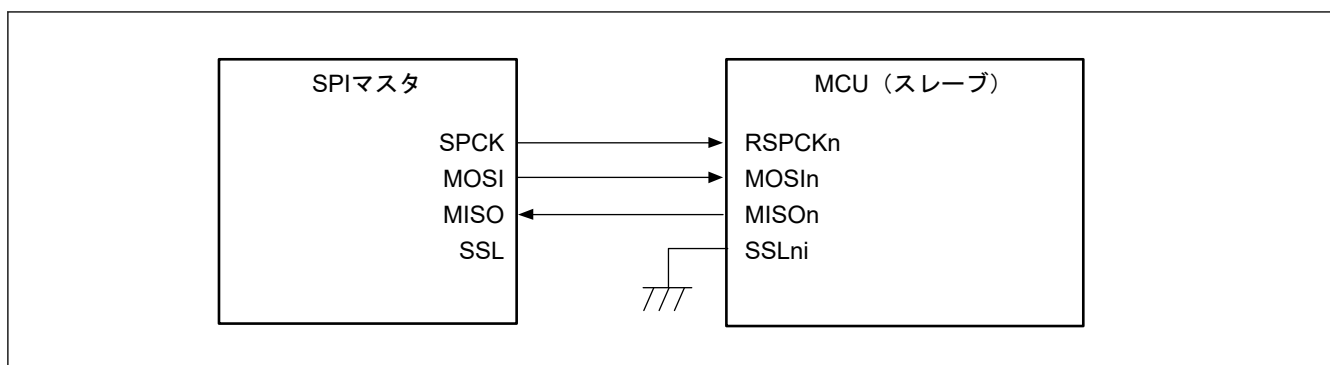 SPIマスタ
SPCK
MOSI
MISO
SSL
MCU（スレーブ）
RSPCKn
MOSIn
MISOn
SSLni